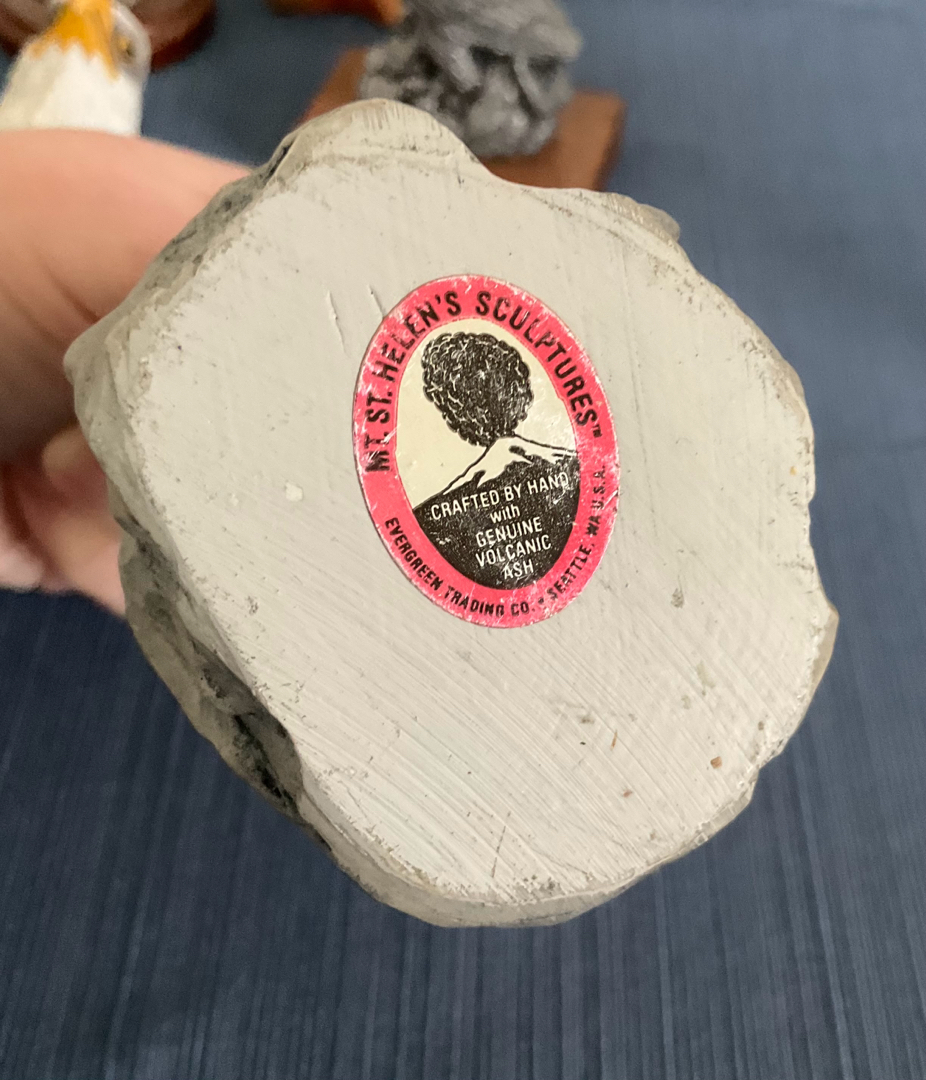 MT. ST. HELEN'S SCULPTURES™
CRAFTED BY HAND
with
GENUINE
VOLCANIC
ASH
EVERGREEN TRADING CO. • SEATTLE, WA U.S.A.